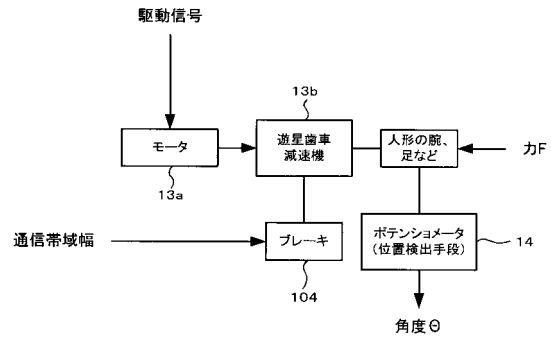 駆動信号
13b
モータ
遊星歯車
減速機
人形の腕、
足など
力F
13a
通信帯域幅
ブレーキ
ポテンショメータ
(位置検出手段)
14
104
角度Θ